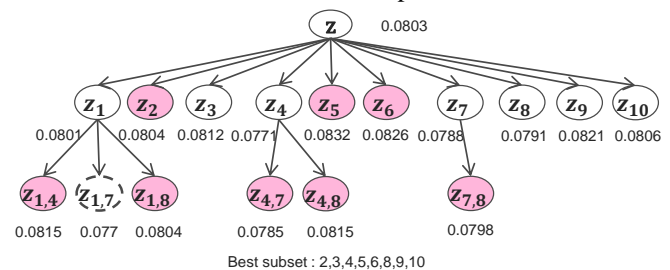 z 0.0803
z1 z2 z3 z4 z5 z6 z7 z8 z9 z10
0.0801 0.0804 0.0812 0.0771 0.0832 0.0826 0.0788 0.0791 0.0821 0.0806
z1,4 z1,7 z1,8 z4,7 z4,8 z7,8
0.0815 0.077 0.0804 0.0785 0.0815 0.0798
Best subset : 2,3,4,5,6,8,9,10